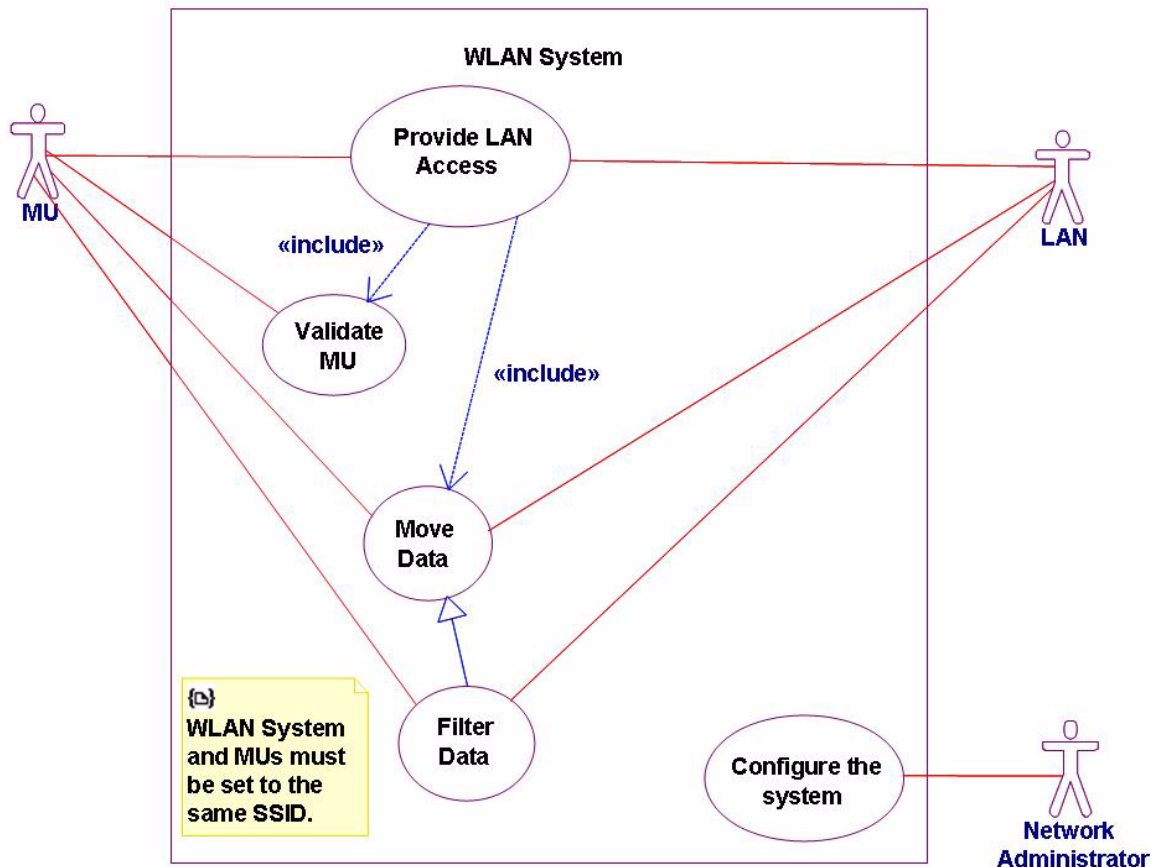 WLAN System
Provide LAN
Access
MU
LAN
«include»
Validate
MU
«include»
Move
Data
WLAN System
and MUs must
be set to the
same SSID.
Filter
Data
Configure the
system
Network
Administrator